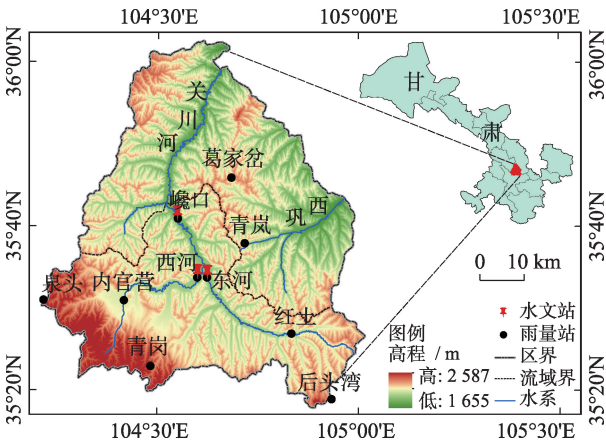 104°30′E 105°00′E 105°30′E
36°00′N
35°40′N
35°20′N
36°00′N
35°40′N
35°20′N
甘
肃
关
川
河
葛家岔
巉口
青岚
巩 西
西河
东河
泉头
内官营
红土
青岗
后头湾
0 10 km
水文站
雨量站
区界
流域界
水系
图例
高程 / m
高: 2 587
低: 1 655
104°30′E 105°00′E 105°30′E